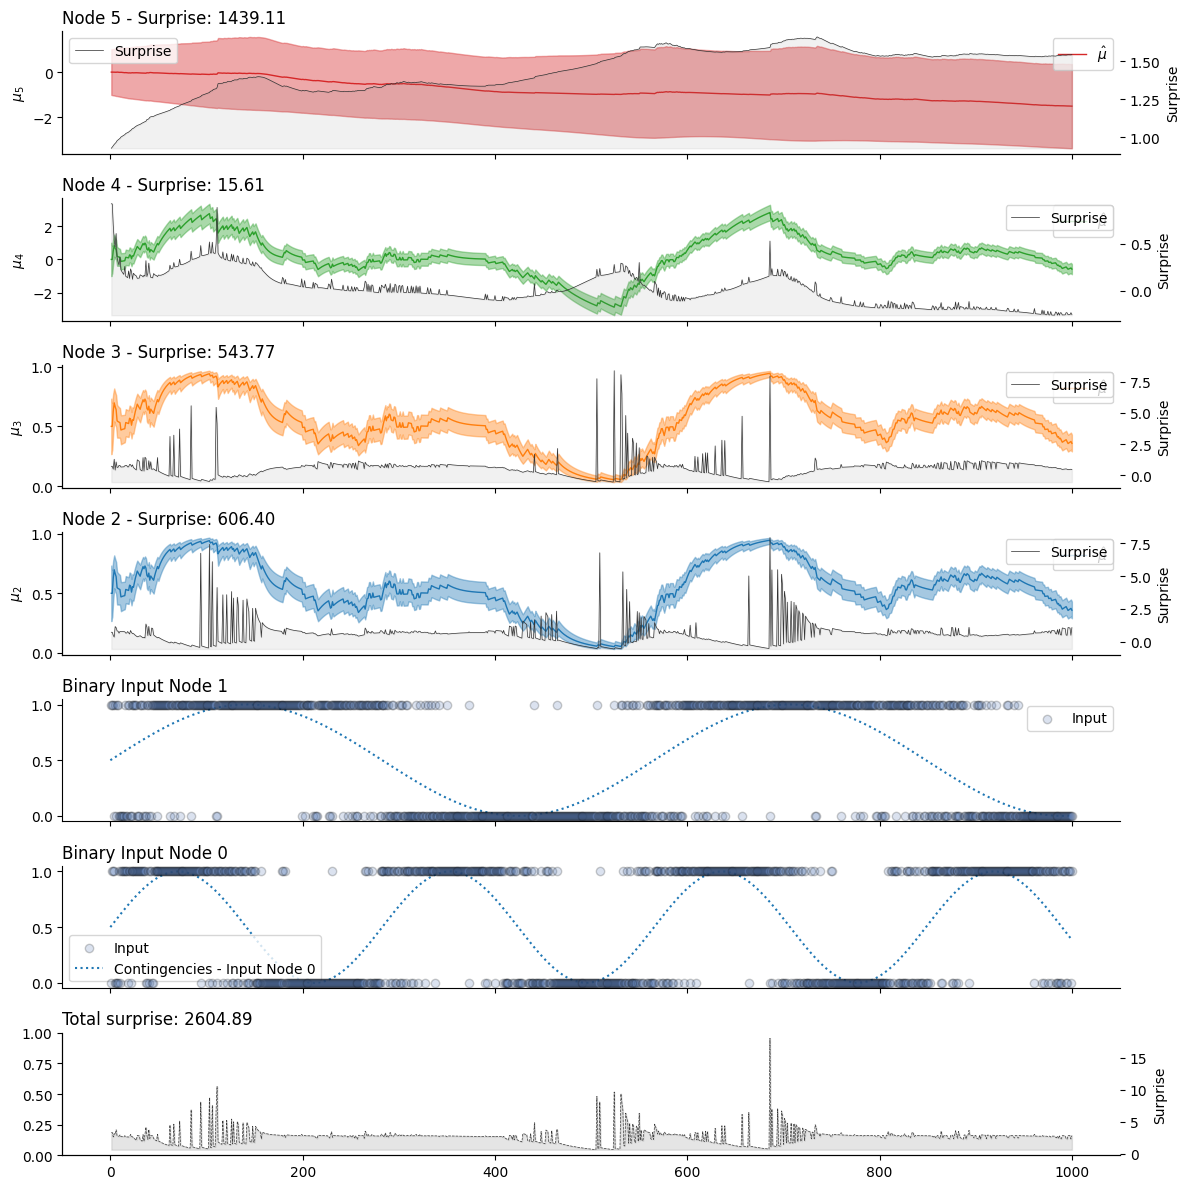 Node 5 - Surprise: 1439.11
Surprise
μ̂
0
−2
μ5
1.50
1.25
1.00
Surprise
Node 4 - Surprise: 15.61
Surprise
2
0
−2
μ4
0.5
0.0
Surprise
Node 3 - Surprise: 543.77
Surprise
1.0
0.5
0.0
μ3
7.5
5.0
2.5
0.0
Surprise
Node 2 - Surprise: 606.40
Surprise
1.0
0.5
0.0
μ2
7.5
5.0
2.5
0.0
Surprise
Binary Input Node 1
Input
1.0
0.5
0.0
Binary Input Node 0
1.0
0.5
0.0
Input
Contingencies - Input Node 0
Total surprise: 2604.89
1.00
0.75
0.50
0.25
0.00
15
10
5
0
Surprise
0 200 400 600 800 1000